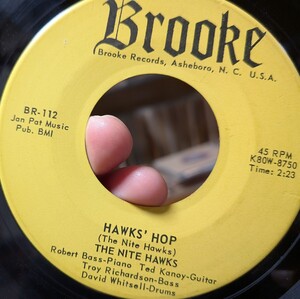 Brooke
Brooke Records, Asheboro, N. C. U.S.A.
BR-112
Jan Pat Music
Pub. BMI
45 RPM
K80W-8750
Time: 2:23
HAWKS' HOP
(The Nite Hawks)
THE NITE HAWKS
Robert Bass-Piano Ted Kanoy-Guitar
Troy Richardson-Bass
David Whitsell-Drums